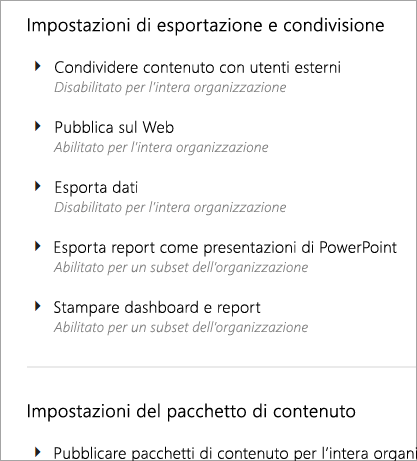 Impostazioni di esportazione e condivisione
Condividere contenuto con utenti esterni
Disabilitato per l'intera organizzazione
Pubblica sul Web
Abilitato per l'intera organizzazione
Esporta dati
Disabilitato per l'intera organizzazione
Esporta report come presentazioni di PowerPoint
Abilitato per un subset dell'organizzazione
Stampare dashboard e report
Abilitato per un subset dell'organizzazione
Impostazioni del pacchetto di contenuto
Pubblicare pacchetti di contenuto per l’intera organi